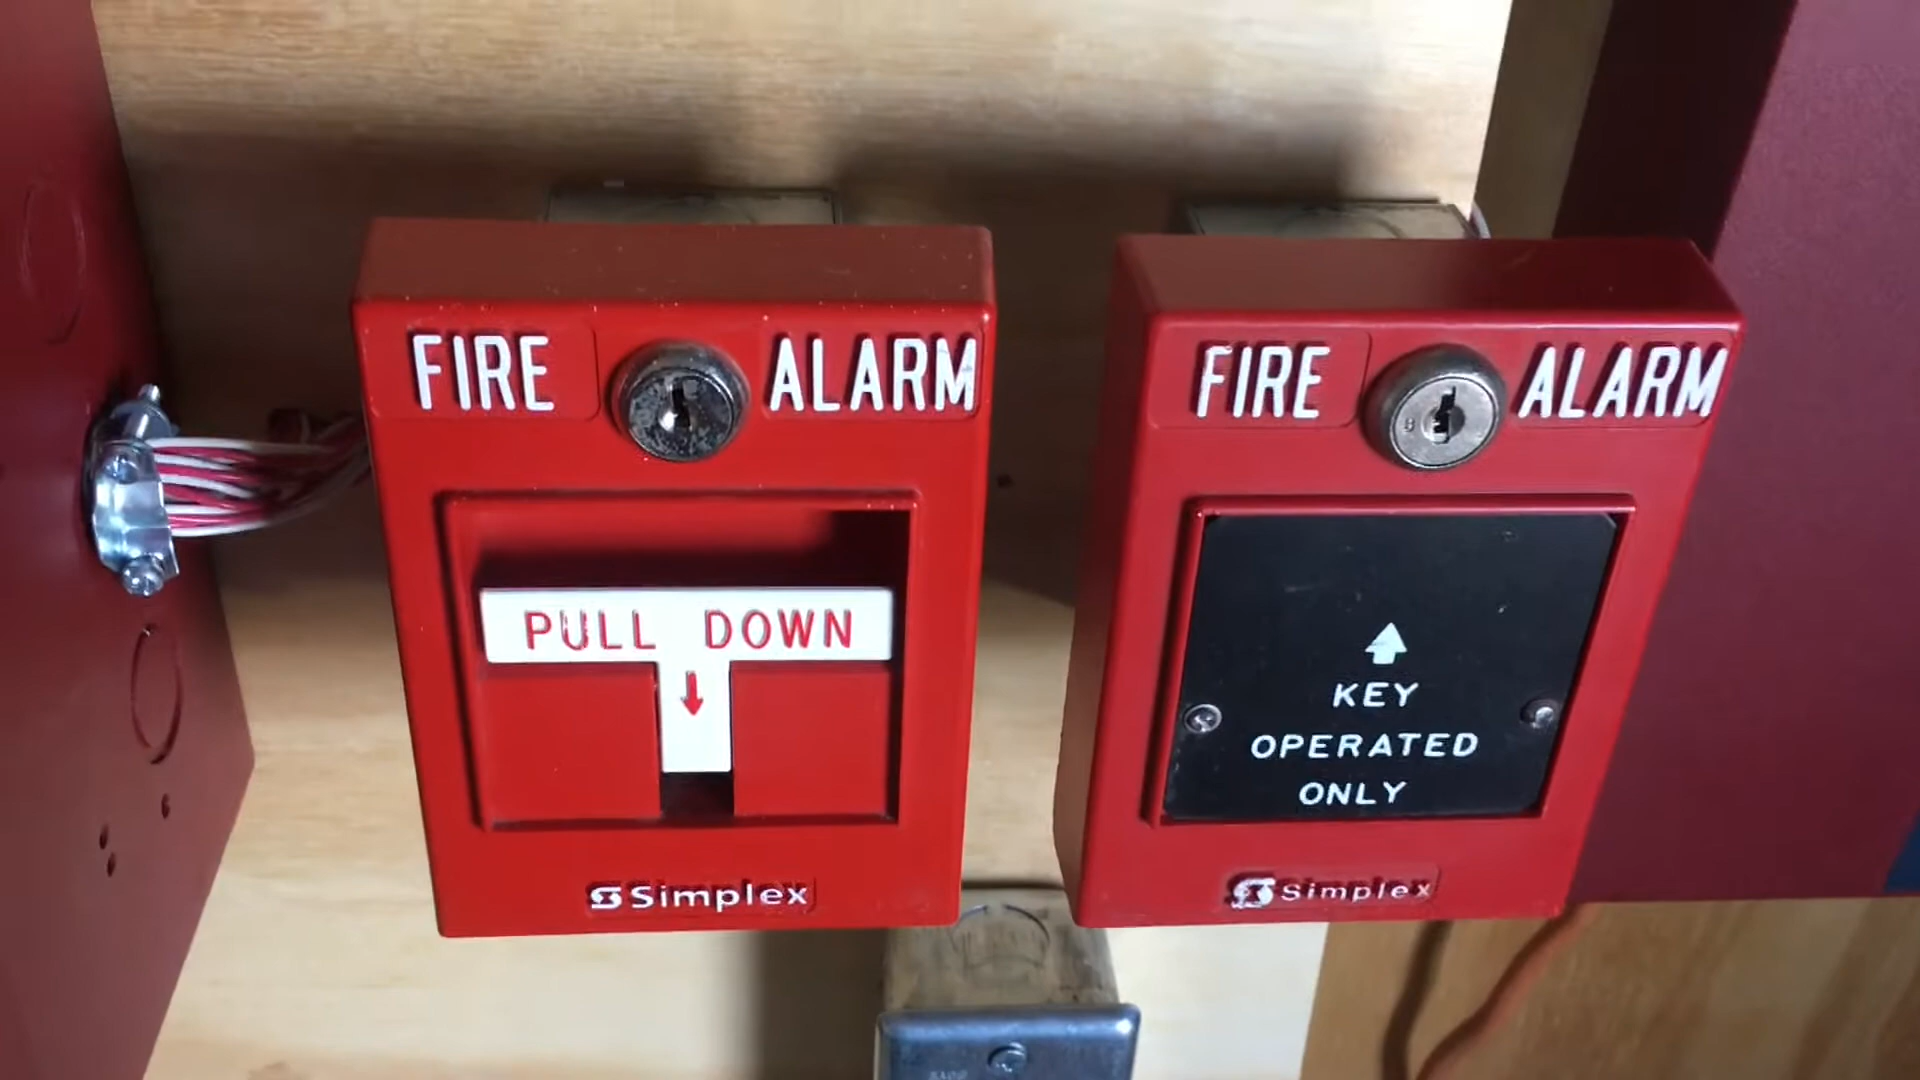 FIRE ALARM
PULL DOWN
Simplex
FIRE ALARM
KEY
OPERATED
ONLY
Simplex